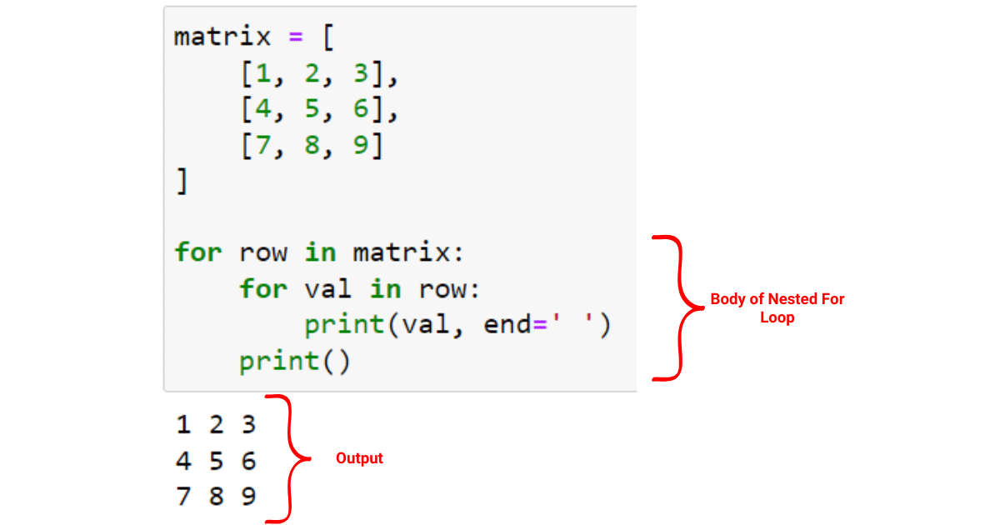 matrix = [
    [1, 2, 3],
    [4, 5, 6],
    [7, 8, 9]
]
for row in matrix:
    for val in row:
        print(val, end=' ')
    print()
Body of Nested For
Loop
1 2 3
4 5 6
7 8 9
Output